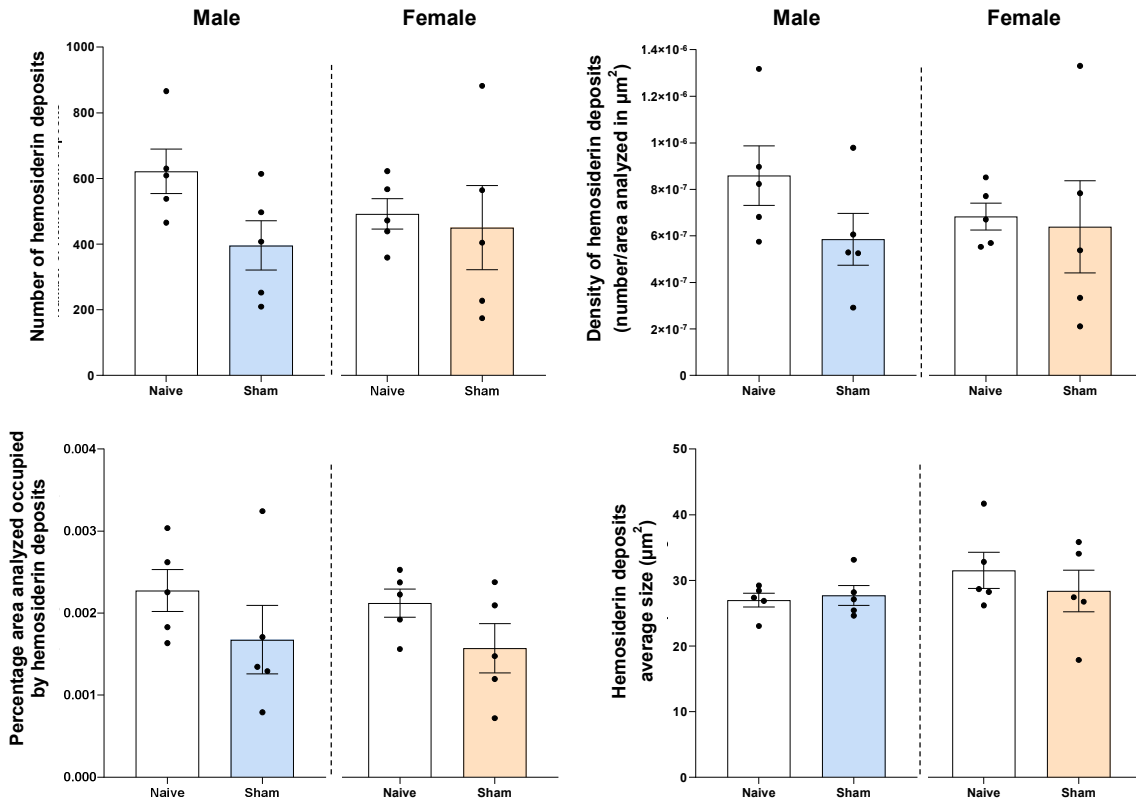 Male
Female
Number of hemosiderin deposits
1000
800
600
400
200
0
Naive
Sham
Naive
Sham
Male
Female
Density of hemosiderin deposits
(number/area analyzed in µm²)
1.4×10⁻⁶
1.2×10⁻⁶
1×10⁻⁶
8×10⁻⁷
6×10⁻⁷
4×10⁻⁷
2×10⁻⁷
0
Naive
Sham
Naive
Sham
Percentage area analyzed occupied
by hemosiderin deposits
0.004
0.003
0.002
0.001
0.000
Naive
Sham
Naive
Sham
Hemosiderin deposits
average size (µm²)
50
40
30
20
10
0
Naive
Sham
Naive
Sham